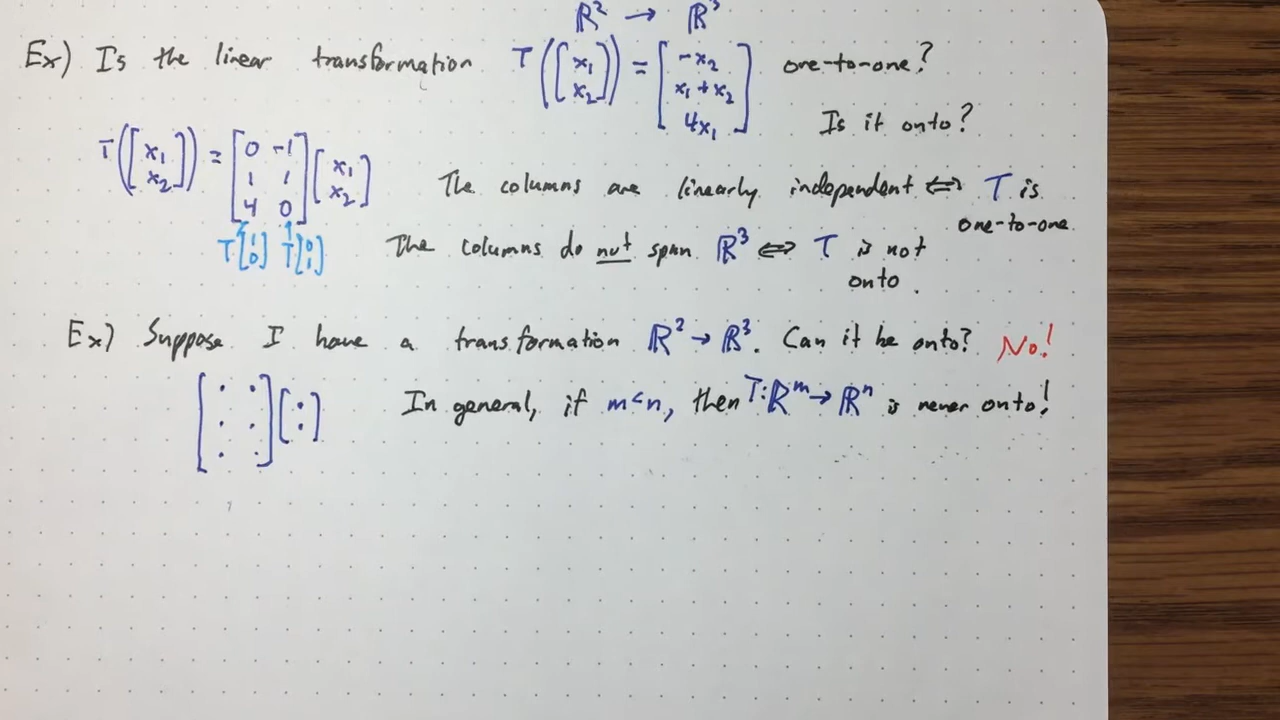 ℝ² → ℝ³
Ex) Is the linear transformation T([x₁ x₂]) = [-x₂ x₁+x₂ 4x₁] one-to-one?
Is it onto?
T([x₁ x₂]) = [0 -1 1 1 4 0] [x₁ x₂]
The columns are linearly independent ⇔ T is one-to-one.
T[1 0] T[0 1]
The columns do not span ℝ³ ⇔ T is not onto.
Ex) Suppose I have a transformation ℝ² → ℝ³. Can it be onto? No!
[· · · · · ·] [· ·]
In general, if m<n, then T: ℝᵐ → ℝⁿ is never onto!